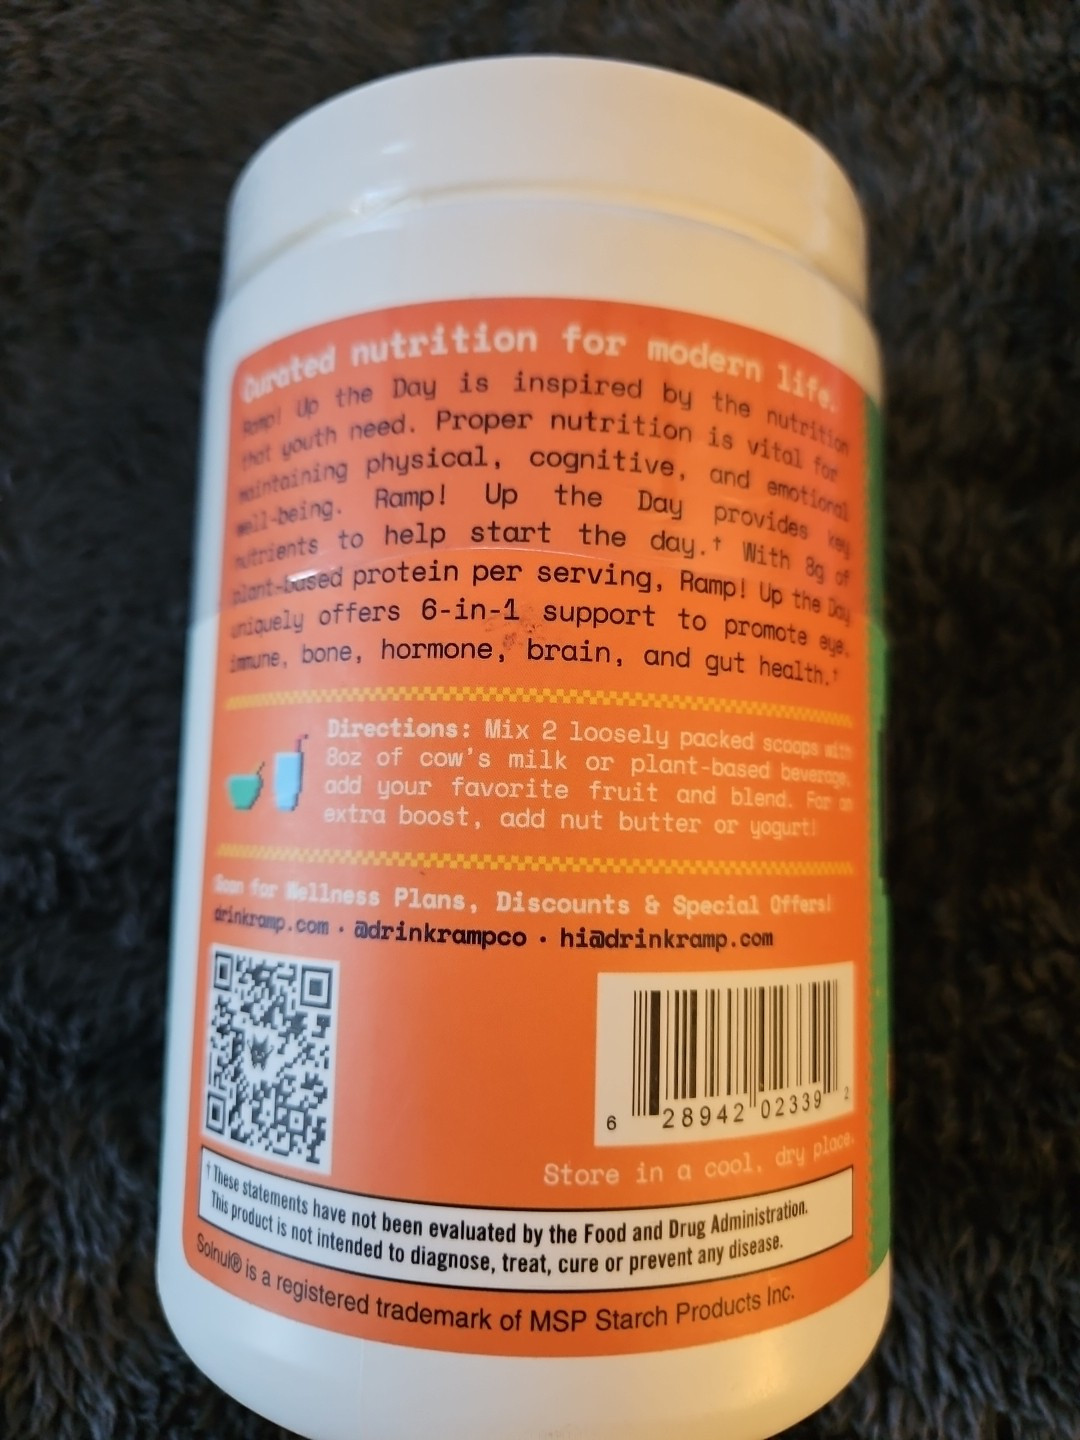 Curated nutrition for modern life.
Ramp! Up the Day is inspired by the nutrition
that youth need. Proper nutrition is vital for
maintaining physical, cognitive, and emotional
well-being. Ramp! Up the Day provides key
nutrients to help start the day.† With 8g of
plant-based protein per serving, Ramp! Up the Day
uniquely offers 6-in-1 support to promote eye,
immune, bone, hormone, brain, and gut health.†
Directions: Mix 2 loosely packed scoops with
8oz of cow's milk or plant-based beverage,
add your favorite fruit and blend. For an
extra boost, add nut butter or yogurt!
Scan for Wellness Plans, Discounts & Special Offers!
drinkramp.com · @drinkrampco · hi@drinkramp.com
6 28942 02339 2
Store in a cool, dry place.
† These statements have not been evaluated by the Food and Drug Administration.
This product is not intended to diagnose, treat, cure or prevent any disease.
Solnul® is a registered trademark of MSP Starch Products Inc.